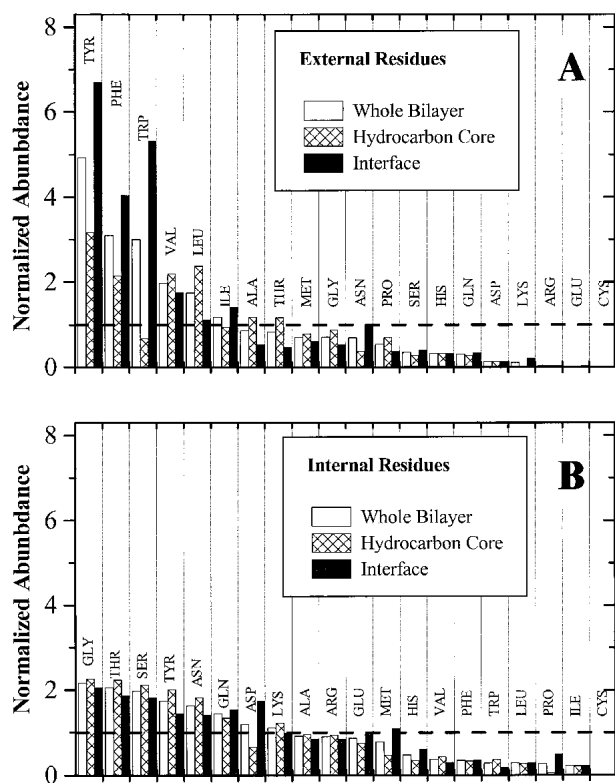 8
6
4
2
0
Normalized Abunbdance
TYR
PHE
TRP
VAL
LEU
ILE
ALA
THR
MET
GLY
ASN
PRO
SER
HIS
GLN
ASP
LYS
ARG
GLU
CYS
External Residues
Whole Bilayer
Hydrocarbon Core
Interface
A
8
6
4
2
0
Normalized Abundance
GLY
THR
SER
TYR
ASN
GLN
ASP
LYS
ALA
ARG
GLU
MET
HIS
VAL
PHE
TRP
LEU
PRO
ILE
CYS
Internal Residues
Whole Bilayer
Hydrocarbon Core
Interface
B